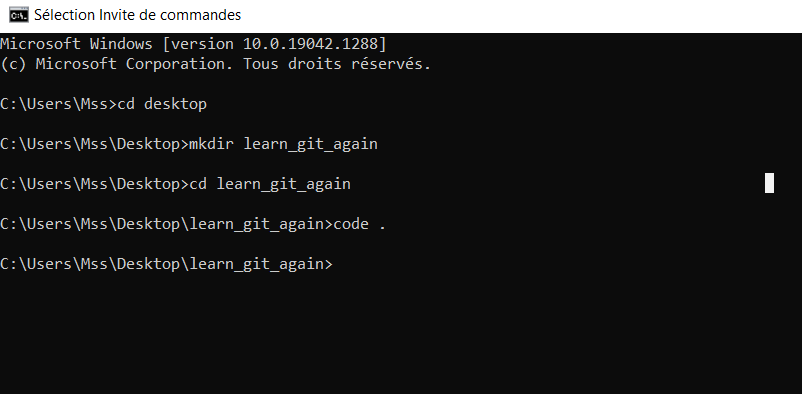 Sélection Invite de commandes
Microsoft Windows [version 10.0.19042.1288]
(c) Microsoft Corporation. Tous droits réservés.
C:\Users\Mss>cd desktop
C:\Users\Mss\Desktop>mkdir learn_git_again
C:\Users\Mss\Desktop>cd learn_git_again
C:\Users\Mss\Desktop\learn_git_again>code .
C:\Users\Mss\Desktop\learn_git_again>